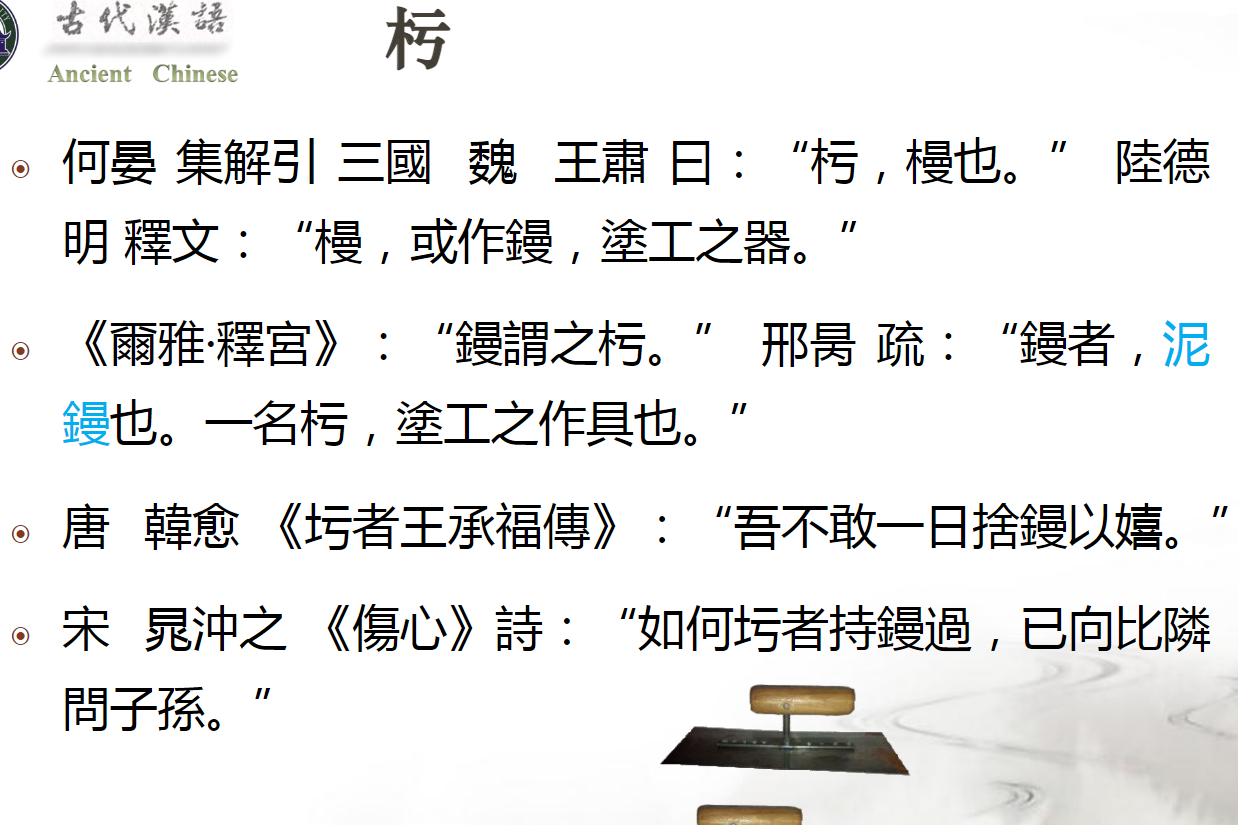 古代漢語
Ancient Chinese
杇
何晏 集解引 三國 魏 王肅 曰：“杇，槾也。” 陸德
明 釋文：“槾，或作鏝，塗工之器。”
《爾雅·釋宮》：“鏝謂之杇。” 邢昺 疏：“鏝者，泥
鏝也。一名杇，塗工之作具也。”
唐 韓愈 《圬者王承福傳》：“吾不敢一日捨鏝以嬉。”
宋 晁沖之 《傷心》詩：“如何圬者持鏝過，已向比隣
問子孫。”